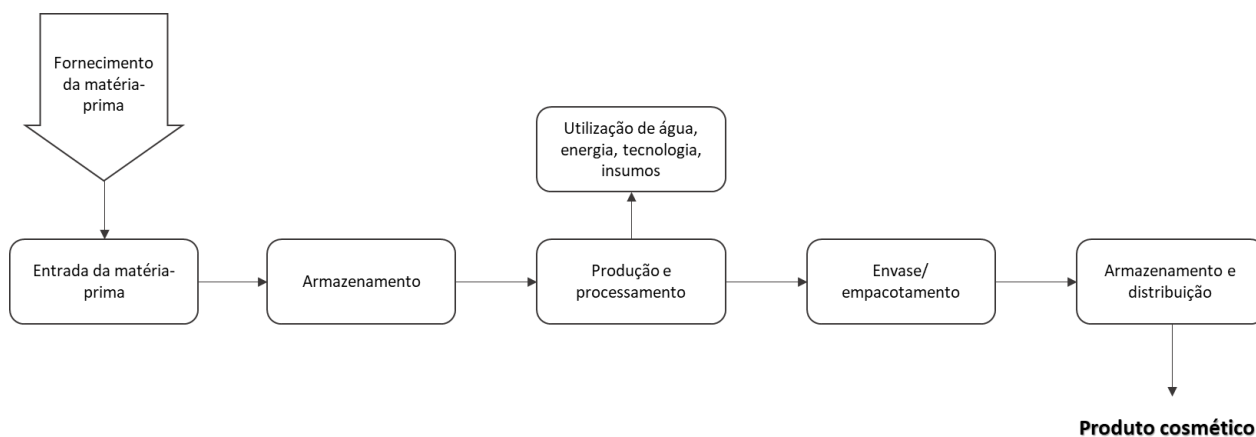 Fornecimento
da matéria-
prima
Utilização de água,
energia, tecnologia,
insumos
Entrada da matéria-
prima
Armazenamento
Produção e
processamento
Envase/
empacotamento
Armazenamento e
distribuição
Produto cosmético